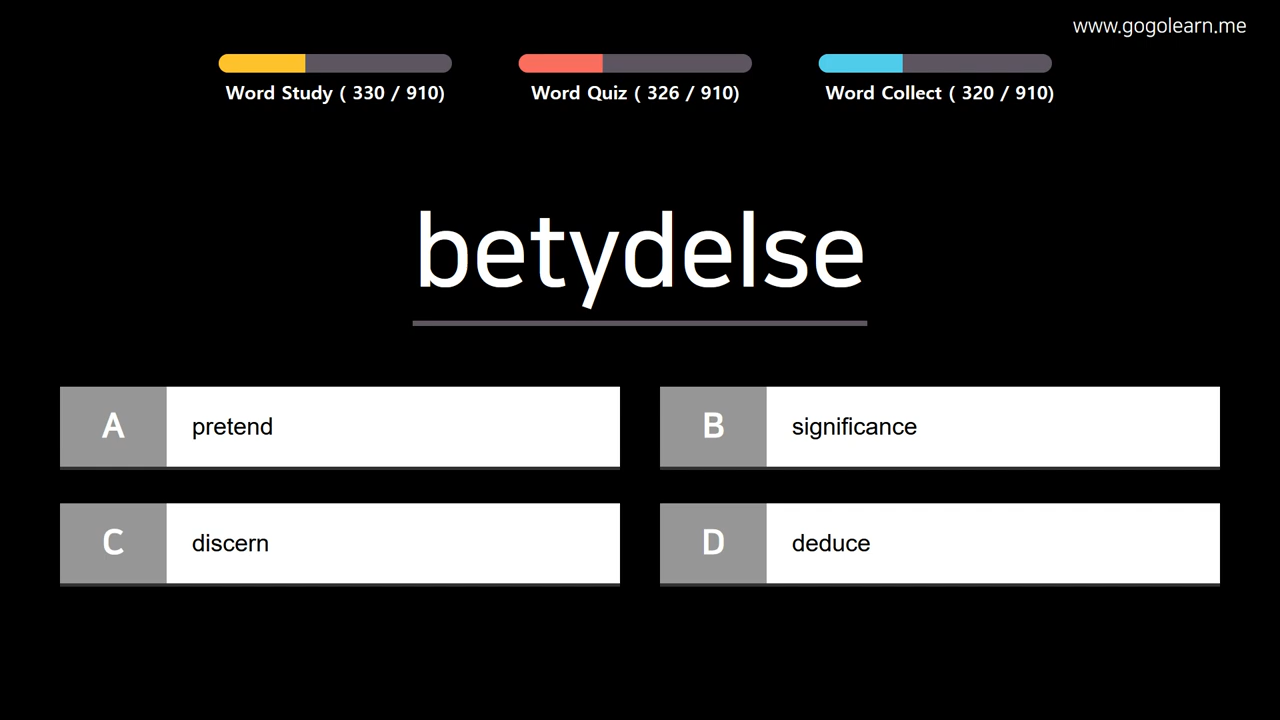 www.gogolearn.me
Word Study ( 330 / 910)
Word Quiz ( 326 / 910)
Word Collect ( 320 / 910)
betydelse
A pretend
B significance
C discern
D deduce